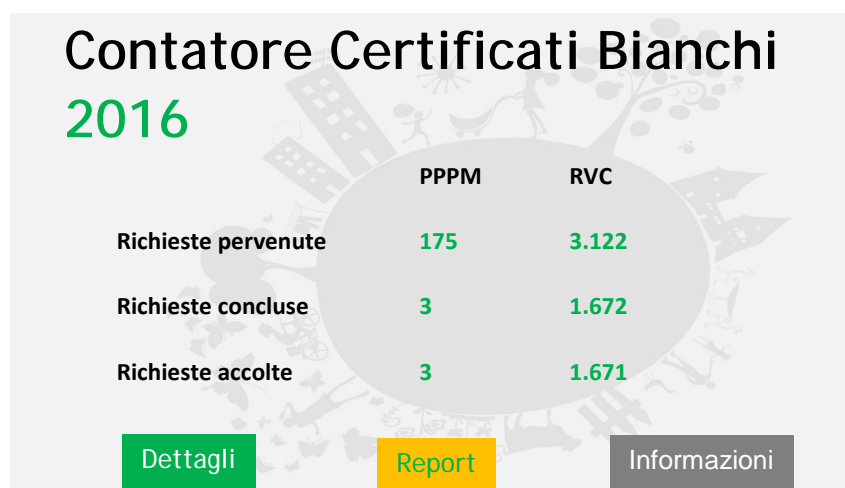 Contatore Certificati Bianchi
2016
PPPM RVC
Richieste pervenute 175 3.122
Richieste concluse 3 1.672
Richieste accolte 3 1.671
Dettagli Report Informazioni